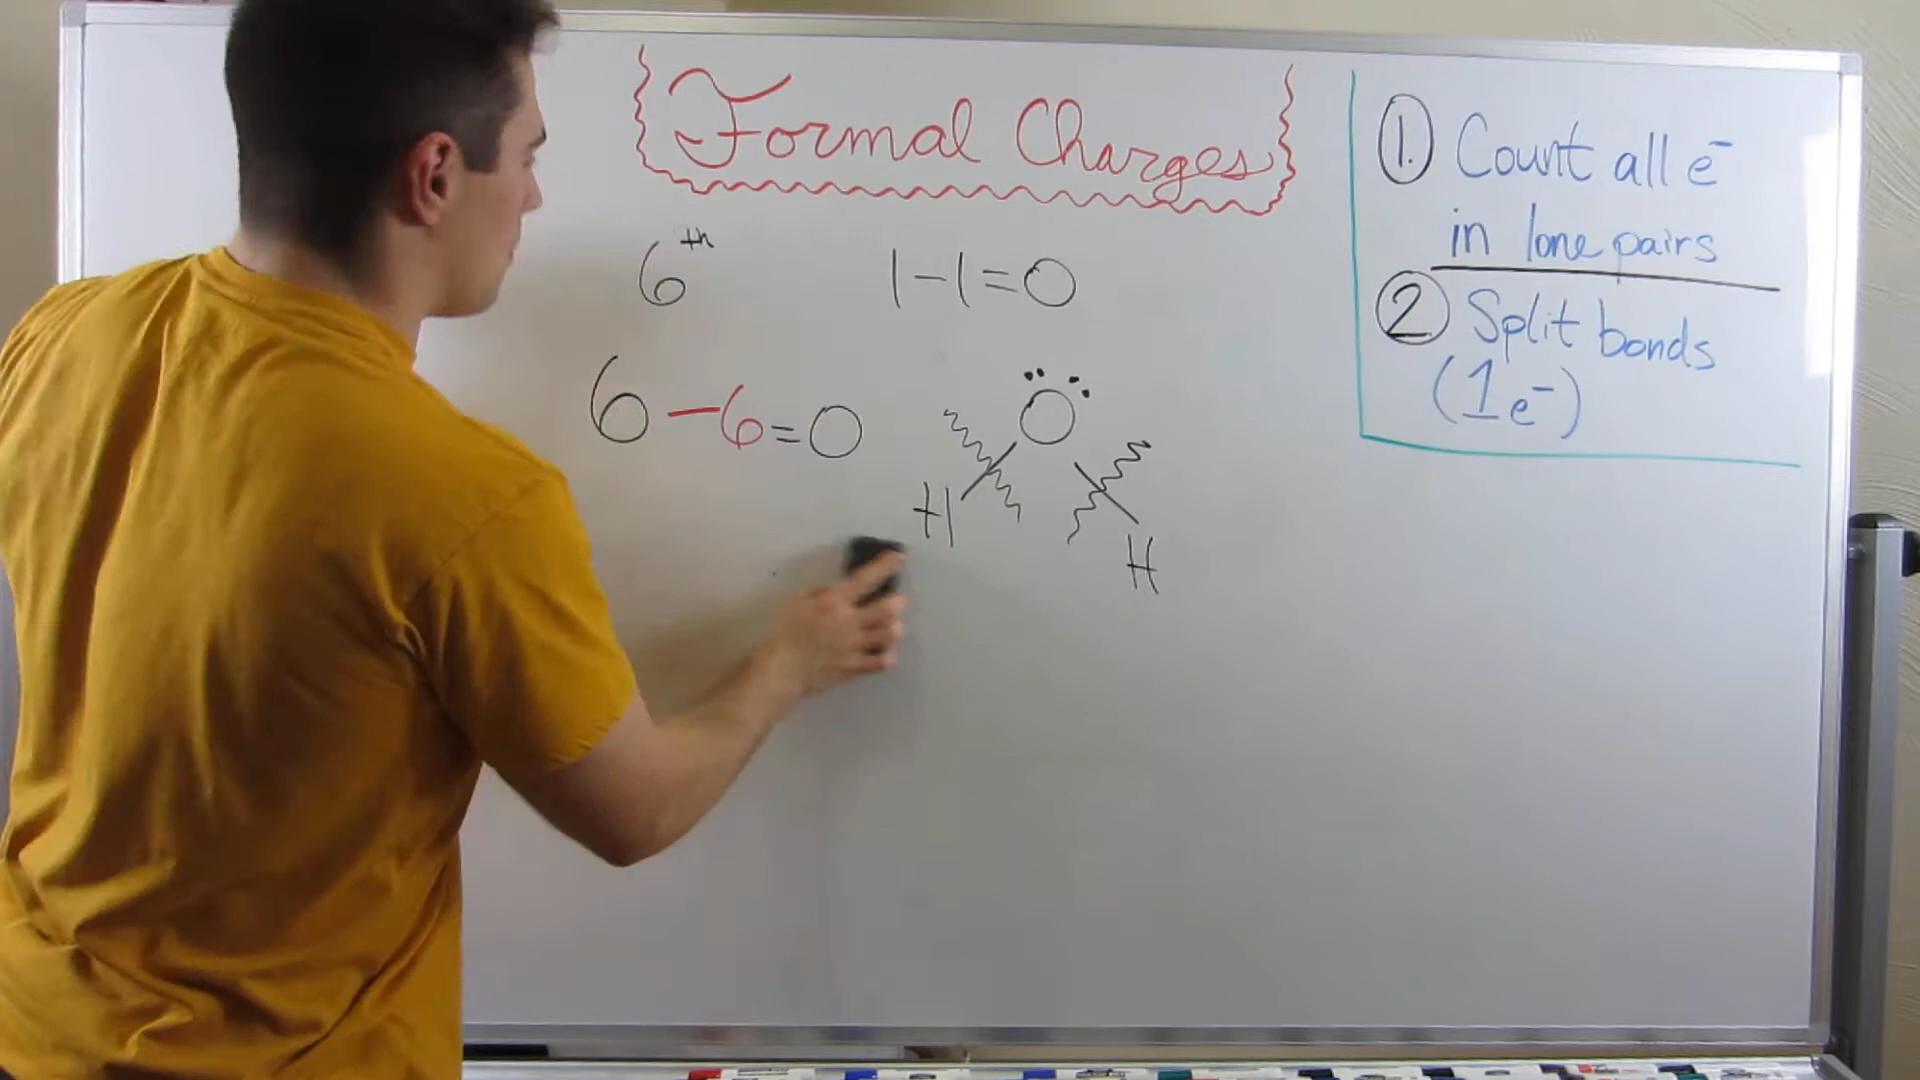 Formal Charges
6th
1-1=0
6-6=0
O
H
H
1. Count all e-
in lone pairs
2 Split bonds
(1e-)